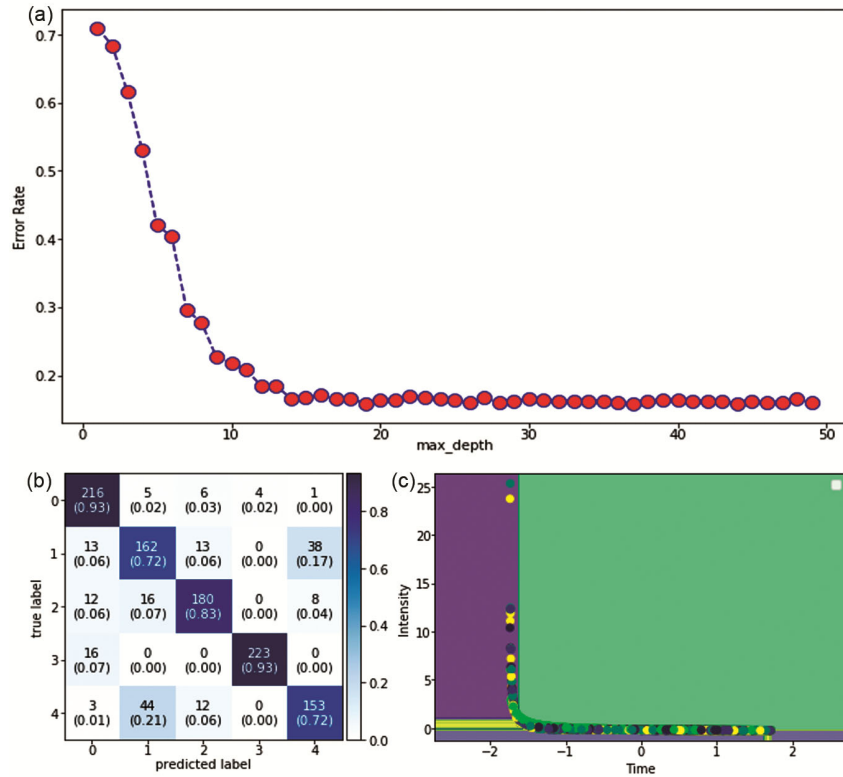 (a)
0.7
0.6
0.5
0.4
0.3
0.2
Error Rate
0 10 20 30 40 50
max_depth
(b)
0 216 5 6 4 1
(0.93) (0.02) (0.03) (0.02) (0.00)
1 13 162 13 0 38
(0.06) (0.72) (0.06) (0.00) (0.17)
2 12 16 180 0 8
(0.06) (0.07) (0.83) (0.00) (0.04)
3 16 0 0 223 0
(0.07) (0.00) (0.00) (0.93) (0.00)
4 3 44 12 0 153
(0.01) (0.21) (0.06) (0.00) (0.72)
true label
0 1 2 3 4
predicted label
0.8
0.6
0.4
0.2
0.0
(c)
25
20
15
10
5
0
Intensity
−2 −1 0 1 2
Time